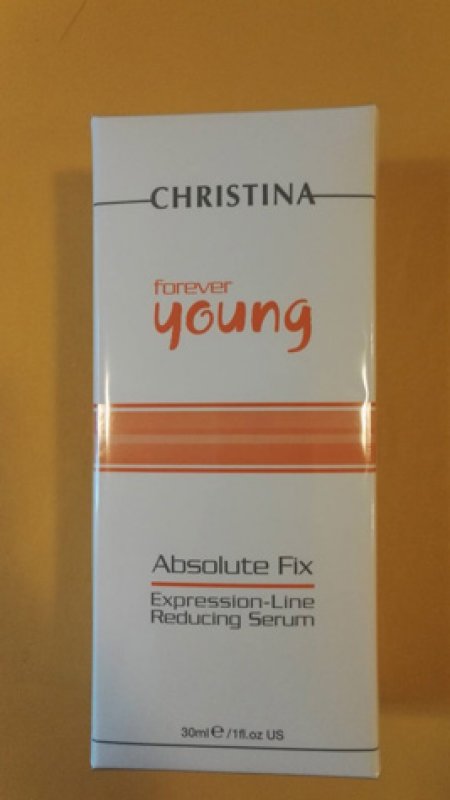 CHRISTINA
forever
young
Absolute Fix
Expression-Line
Reducing Serum
30ml ℮ /1fl.oz US